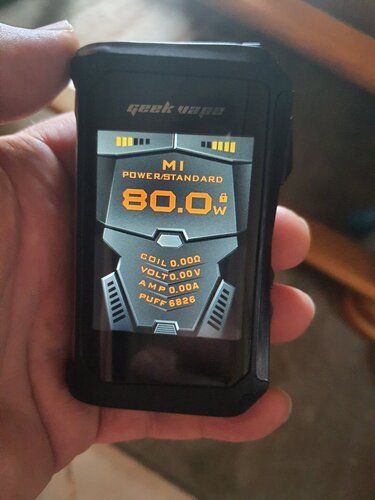 geek vape
M1
POWER/STANDARD
80.0W
COIL 0.00Ω
VOLT 0.00V
AMP 0.00A
PUFF 6826